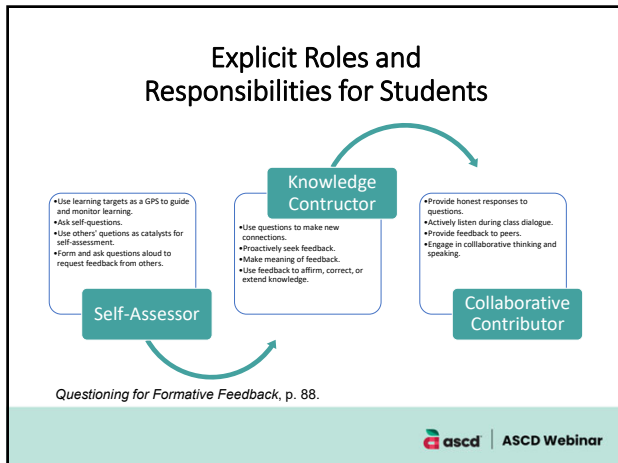 Explicit Roles and
Responsibilities for Students
•Use learning targets as a GPS to guide
and monitor learning.
•Ask self-questions.
•Use others' quetions as catalysts for
self-assessment.
•Form and ask questions aloud to
request feedback from others.
Self-Assessor
Knowledge
Contructor
•Use questions to make new
connections.
•Proactively seek feedback.
•Make meaning of feedback.
•Use feedback to affirm, correct, or
extend knowledge.
•Provide honest responses to
questions.
•Actively listen during class dialogue.
•Provide feedback to peers.
•Engage in colllaborative thinking and
speaking.
Collaborative
Contributor
Questioning for Formative Feedback, p. 88.
ascd | ASCD Webinar